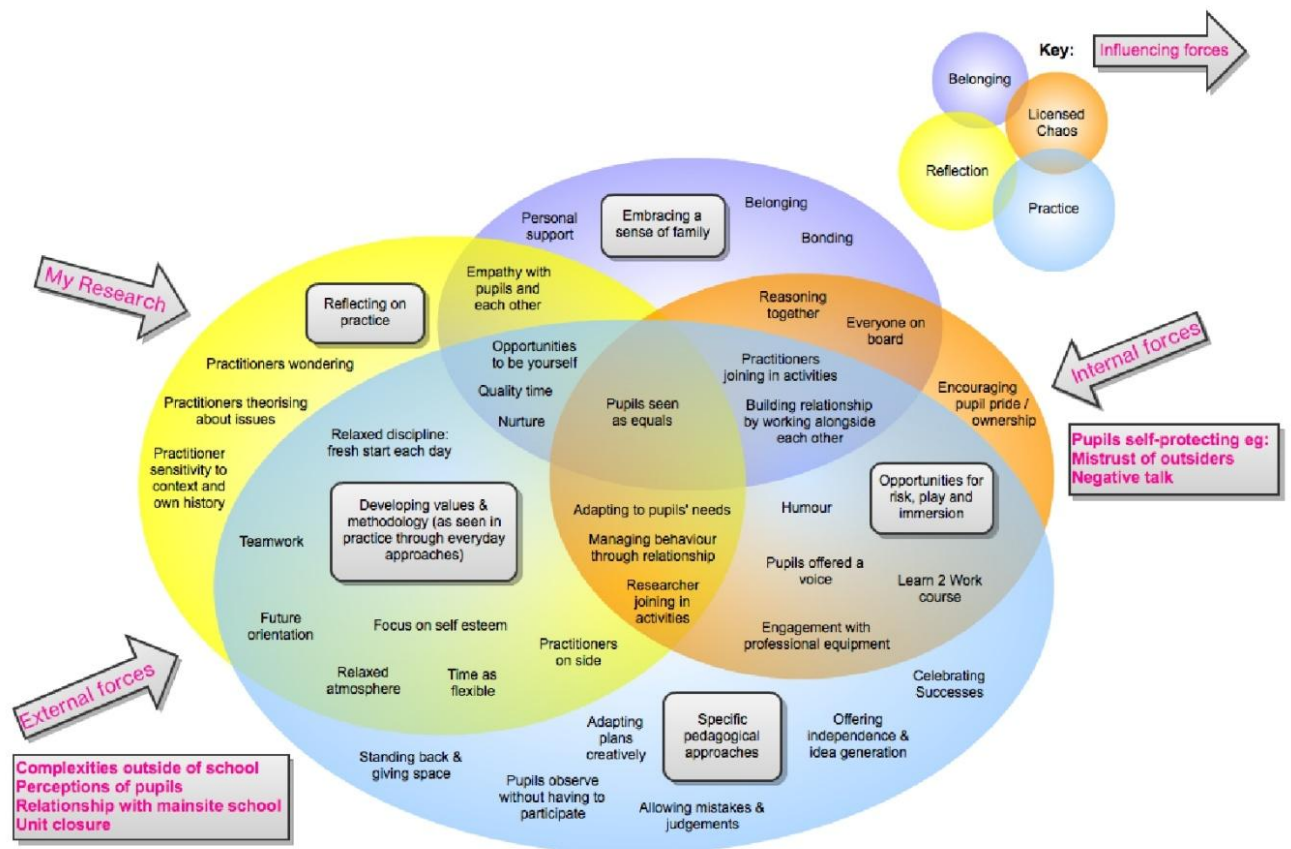 Key:
Influencing forces
Belonging
Licensed
Chaos
Reflection
Practice
My Research
Internal forces
Pupils self-protecting eg:
Mistrust of outsiders
Negative talk
External forces
Complexities outside of school
Perceptions of pupils
Relationship with mainsite school
Unit closure
Personal
support
Embracing a
sense of family
Belonging
Bonding
Empathy with
pupils and
each other
Reflecting on
practice
Reasoning
together
Everyone on
board
Practitioners wondering
Opportunities
to be yourself
Practitioners
joining in activities
Encouraging
pupil pride /
ownership
Practitioners theorising
about issues
Quality time
Nurture
Pupils seen
as equals
Building relationship
by working alongside
each other
Relaxed discipline:
fresh start each day
Practitioner
sensitivity to
context and
own history
Developing values &
methodology (as seen in
practice through everyday
approaches)
Adapting to pupils' needs
Humour
Opportunities for
risk, play and
immersion
Teamwork
Managing behaviour
through relationship
Pupils offered a
voice
Learn 2 Work
course
Researcher
joining in
activities
Future
orientation
Focus on self esteem
Practitioners
on side
Engagement with
professional equipment
Relaxed
atmosphere
Time as
flexible
Celebrating
Successes
Adapting
plans
creatively
Specific
pedagogical
approaches
Offering
independence &
idea generation
Standing back &
giving space
Pupils observe
without having to
participate
Allowing mistakes &
judgements